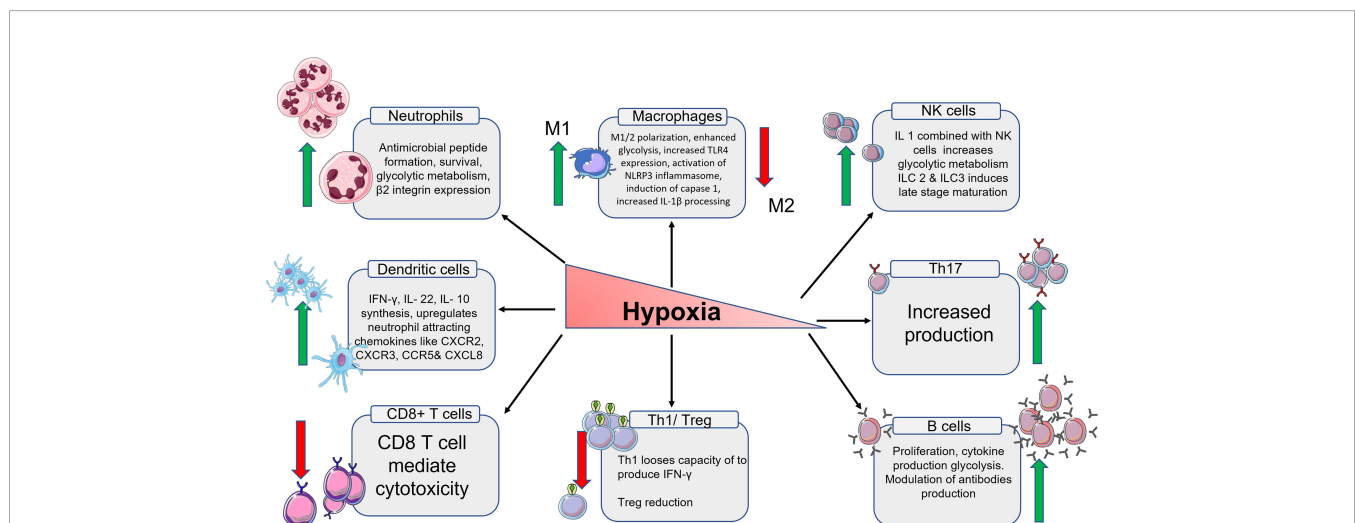 Neutrophils
Antimicrobial peptide
formation, survival,
glycolytic metabolism,
β2 integrin expression
M1
Macrophages
M1/2 polarization, enhanced
glycolysis, increased TLR4
expression, activation of
NLRP3 inflammasome,
induction of capase 1,
increased IL-1β processing
M2
NK cells
IL 1 combined with NK
cells increases
glycolytic metabolism
ILC 2 & ILC3 induces
late stage maturation
Dendritic cells
IFN-γ, IL- 22, IL- 10
synthesis, upregulates
neutrophil attracting
chemokines like CXCR2,
CXCR3, CCR5& CXCL8
Hypoxia
Th17
Increased
production
CD8+ T cells
CD8 T cell
mediate
cytotoxicity
Th1/ Treg
Th1 looses capacity of to
produce IFN-γ
Treg reduction
B cells
Proliferation, cytokine
production glycolysis.
Modulation of antibodies
production